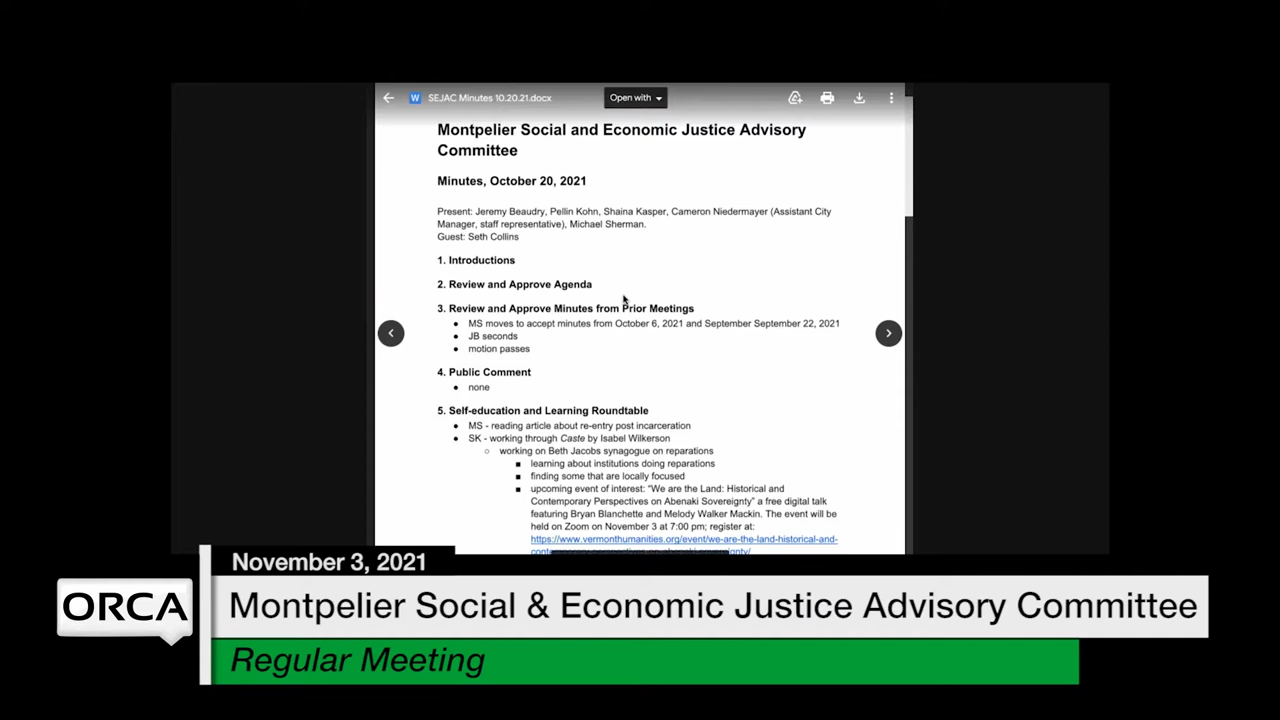 SEJAC Minutes 10.20.21.docx
Open with
Montpelier Social and Economic Justice Advisory
Committee
Minutes, October 20, 2021
Present: Jeremy Beaudry, Pellin Kohn, Shaina Kasper, Cameron Niedermayer (Assistant City
Manager, staff representative), Michael Sherman.
Guest: Seth Collins
1. Introductions
2. Review and Approve Agenda
3. Review and Approve Minutes from Prior Meetings
• MS moves to accept minutes from October 6, 2021 and September September 22, 2021
• JB seconds
• motion passes
4. Public Comment
• none
5. Self-education and Learning Roundtable
• MS - reading article about re-entry post incarceration
• SK - working through Caste by Isabel Wilkerson
○ working on Beth Jacobs synagogue on reparations
■ learning about institutions doing reparations
■ finding some that are locally focused
■ upcoming event of interest: “We are the Land: Historical and
Contemporary Perspectives on Abenaki Sovereignty” a free digital talk
featuring Bryan Blanchette and Melody Walker Mackin. The event will be
held on Zoom on November 3 at 7:00 pm; register at:
https://www.vermonthumanities.org/event/we-are-the-land-historical-and-
November 3, 2021
ORCA
Montpelier Social & Economic Justice Advisory Committee
Regular Meeting